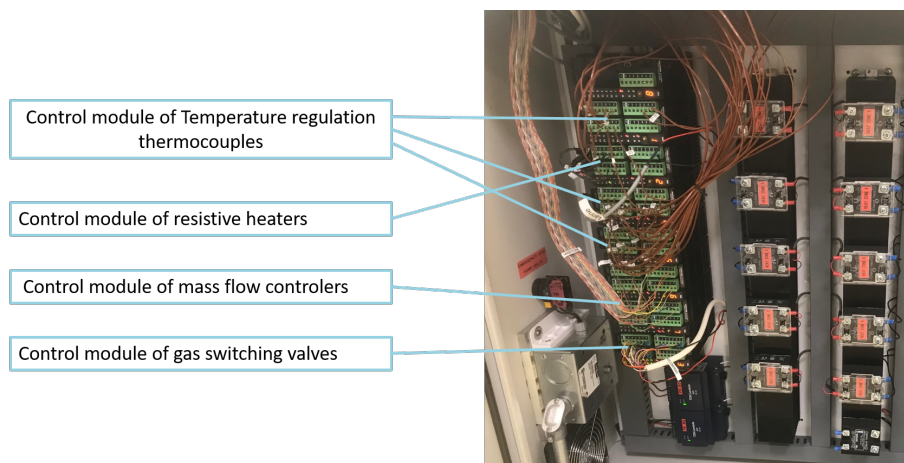 Control module of Temperature regulation
thermocouples
Control module of resistive heaters
Control module of mass flow controlers
Control module of gas switching valves